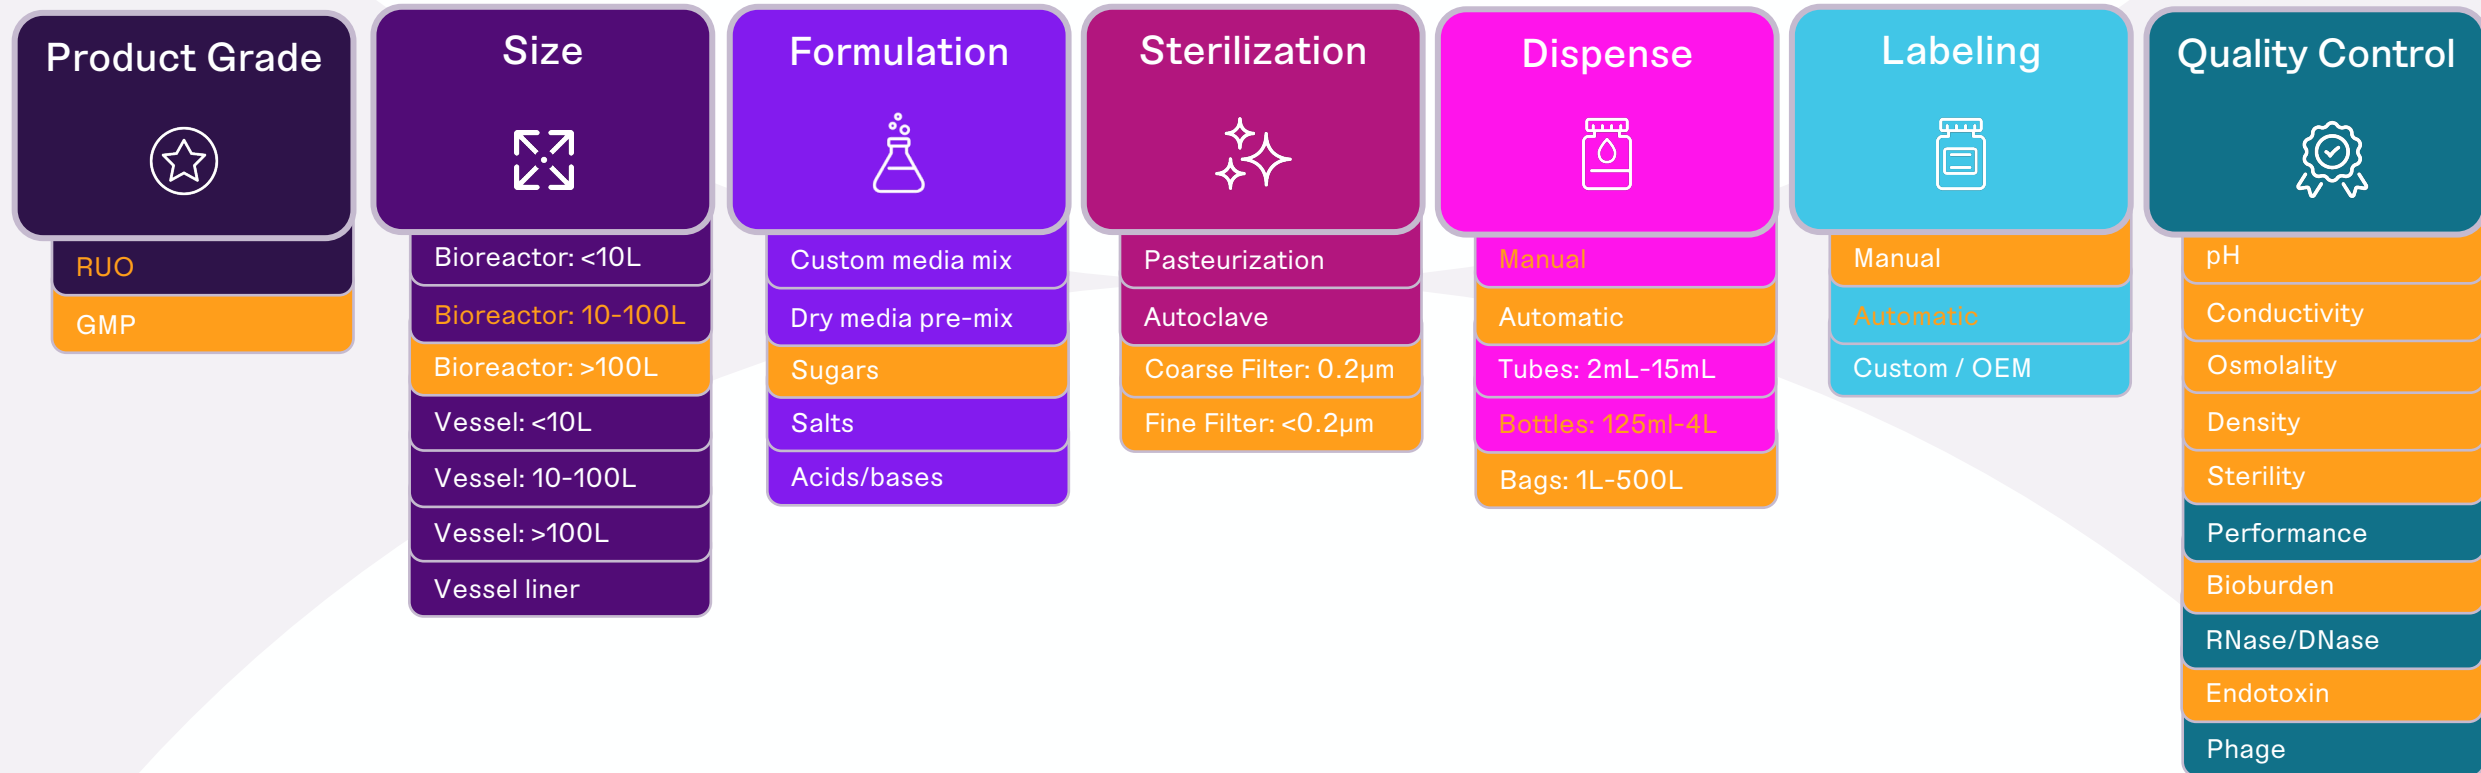 Product Grade
RUO
GMP
Size
Bioreactor: <10L
Bioreactor: 10-100L
Bioreactor: >100L
Vessel: <10L
Vessel: 10-100L
Vessel: >100L
Vessel liner
Formulation
Custom media mix
Dry media pre-mix
Sugars
Salts
Acids/bases
Sterilization
Pasteurization
Autoclave
Coarse Filter: 0.2µm
Fine Filter: <0.2µm
Dispense
Manual
Automatic
Tubes: 2mL-15mL
Bottles: 125ml-4L
Bags: 1L-500L
Labeling
Manual
Automatic
Custom / OEM
Quality Control
pH
Conductivity
Osmolality
Density
Sterility
Performance
Bioburden
RNase/DNase
Endotoxin
Phage